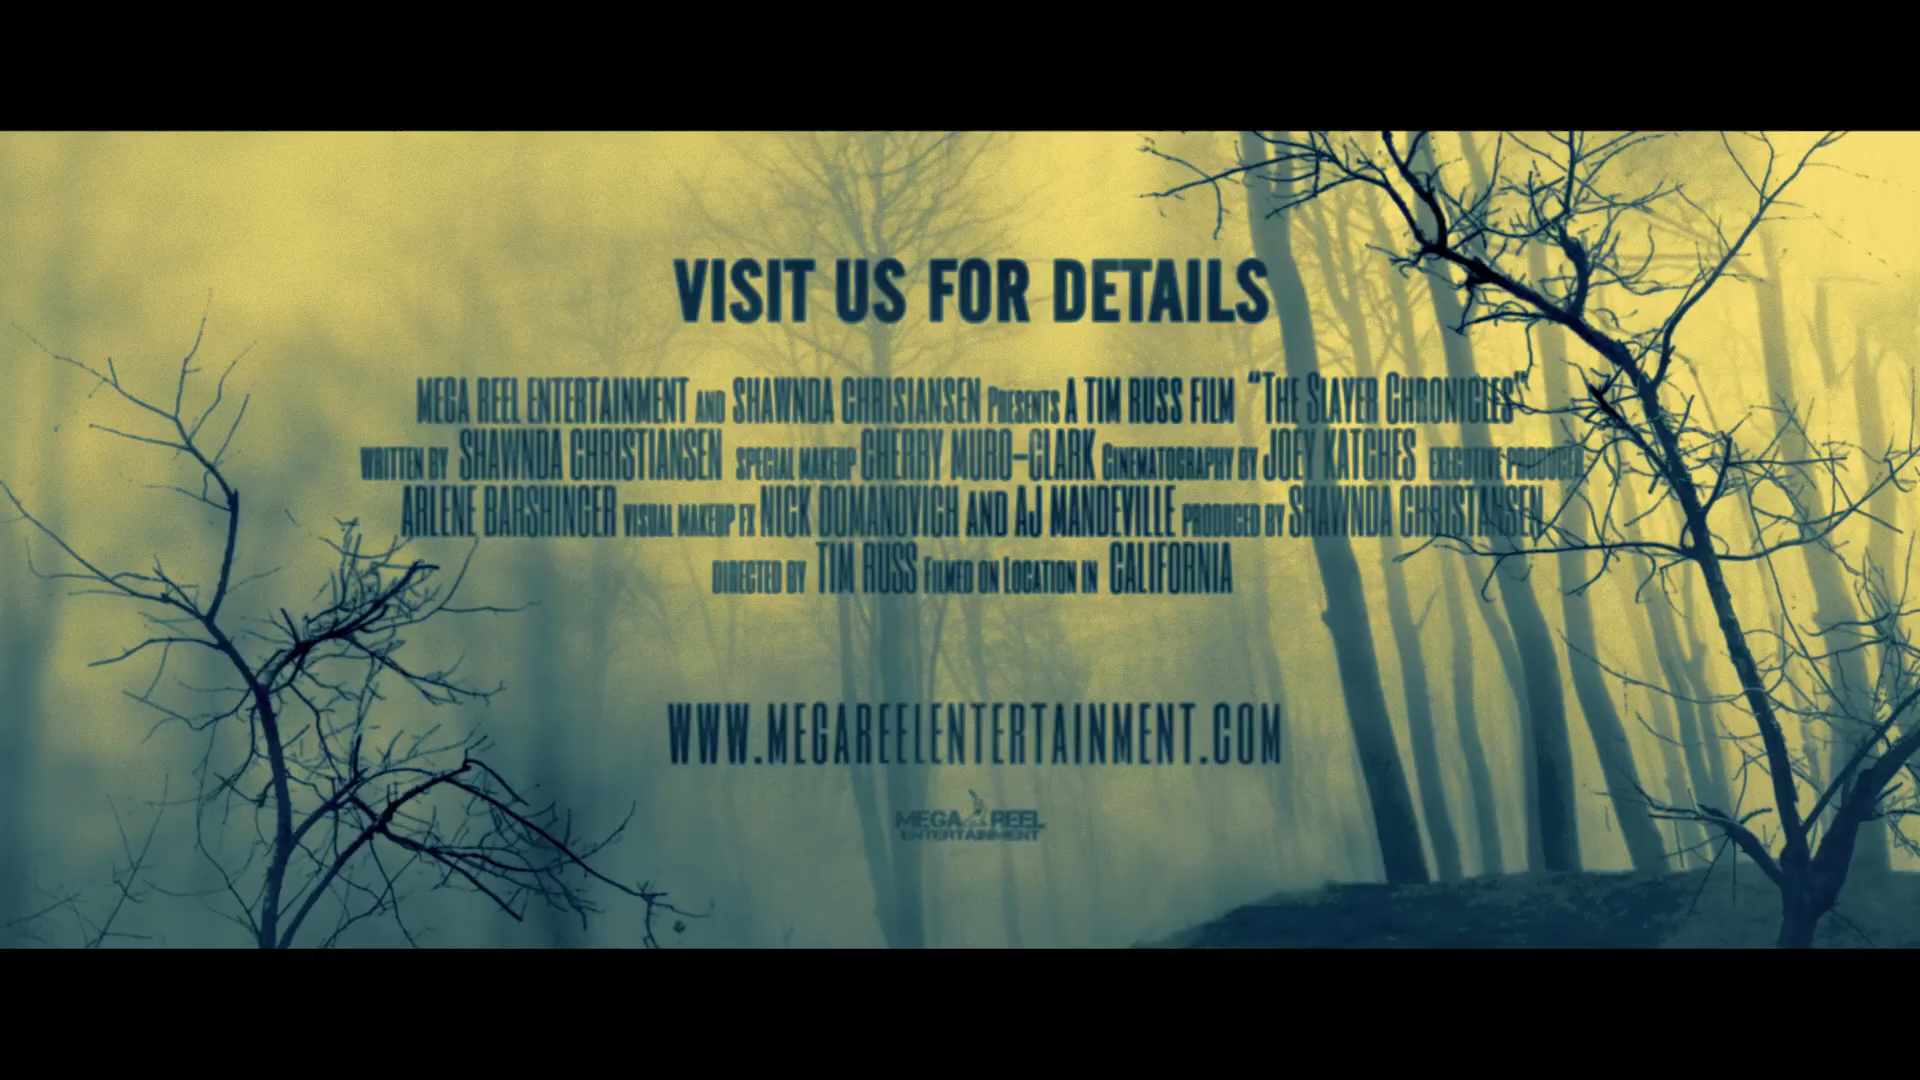 VISIT US FOR DETAILS
MEGA REEL ENTERTAINMENT AND SHAWNDA CHRISIANSEN PRESENTS A TIM RUSS FILM "THE SLAYER CHRONICLES"
WRITTEN BY SHAWNDA CHRISTIANSEN SPECIAL MAKEUP CHERRY MURO-CLARK CINEMATOGRAPHY BY JOEY KATCHES EXECUTIVE PRODUCER
ARLENE BARSHINGER VISUAL MAKEUP FX NICK DOMANOVICH AND AJ MANDEVILLE PRODUCED BY SHAWNDA CHRISTANSEN
DIRECTED BY TIM RUSS FILMED ON LOCATION IN CALIFORNIA
WWW.MEGAREELENTERTAINMENT.COM
MEGA REEL
ENTERTAINMENT